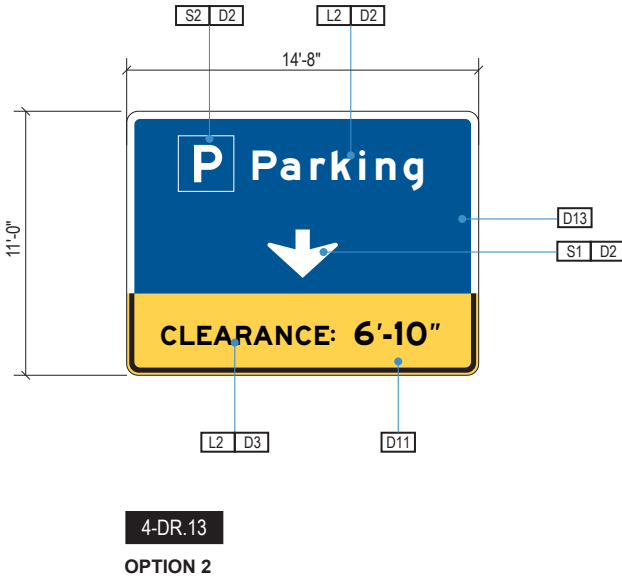 S2 D2
L2 D2
14'-8"
11'-0"
P Parking
D13
S1 D2
CLEARANCE: 6'-10"
L2 D3
D11
4-DR.13
OPTION 2